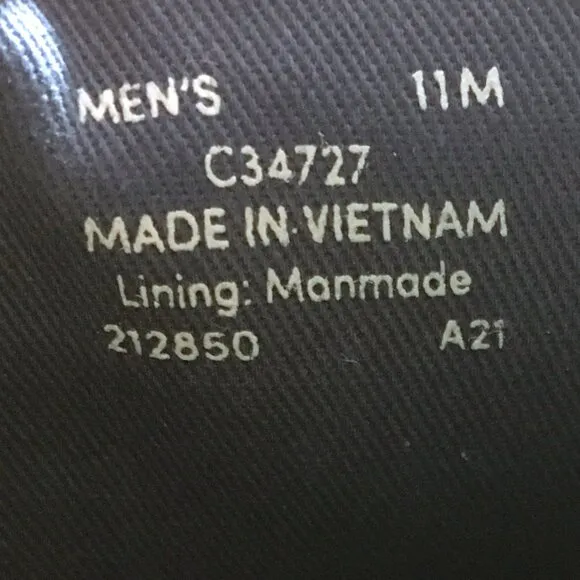 MEN'S 11M
C34727
MADE IN VIETNAM
Lining: Manmade
212850 A21